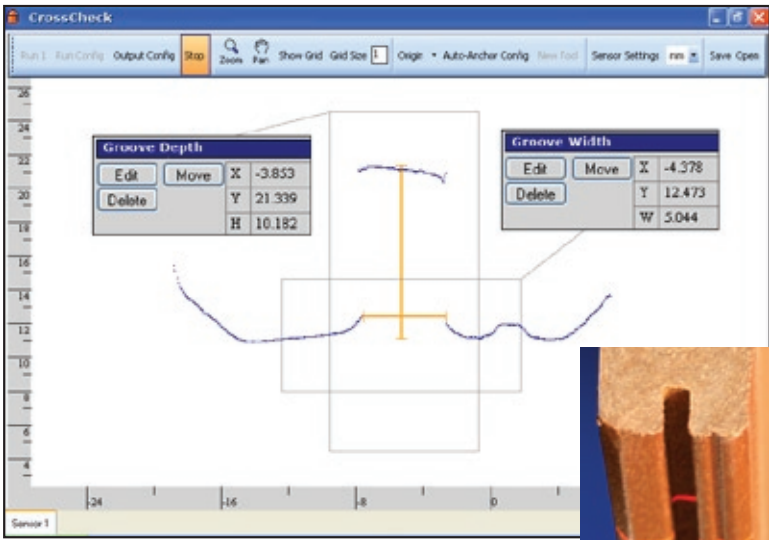 CrossCheck
Run 1 Run Config Output Config Stop Zoom Pan Show Grid Grid Size 1 Origin Auto-Anchor Config New Tool Sensor Settings mm Save Open
26
24
22
20
18
16
14
12
10
8
6
4
Groove Depth
Edit Move X -3.853
Delete Y 21.339
H 10.182
Groove Width
Edit Move X -4.378
Delete Y 12.473
W 5.044
-24 -16 -8 0
Sensor 1